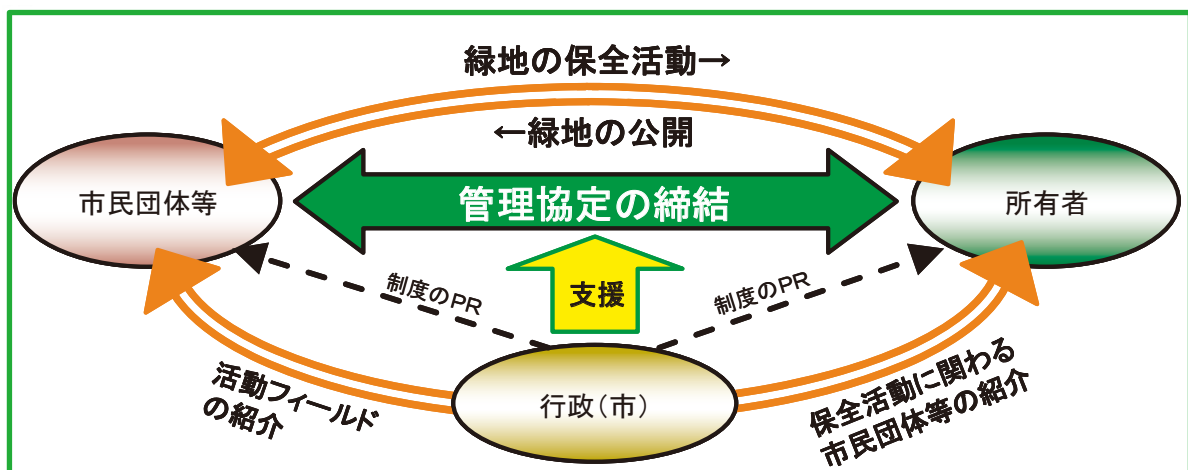 緑地の保全活動→
←緑地の公開
市民団体等
管理協定の締結
所有者
制度のPR
支援
制度のPR
活動フィールド
の紹介
行政(市)
保全活動に関わる
市民団体等の紹介